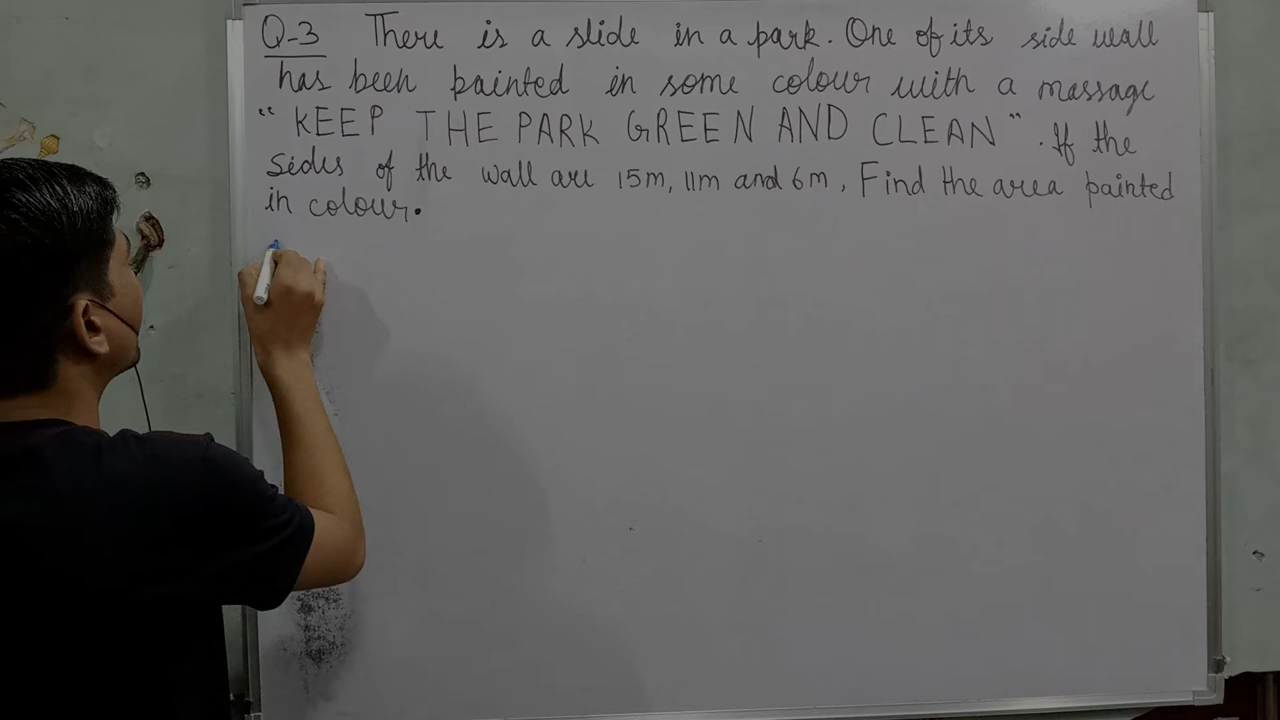 Q-3 There is a slide in a park. One of its side wall
has been painted in some colour with a massage
"KEEP THE PARK GREEN AND CLEAN". If the
sides of the wall are 15m, 11m and 6m, Find the area painted
in colour.